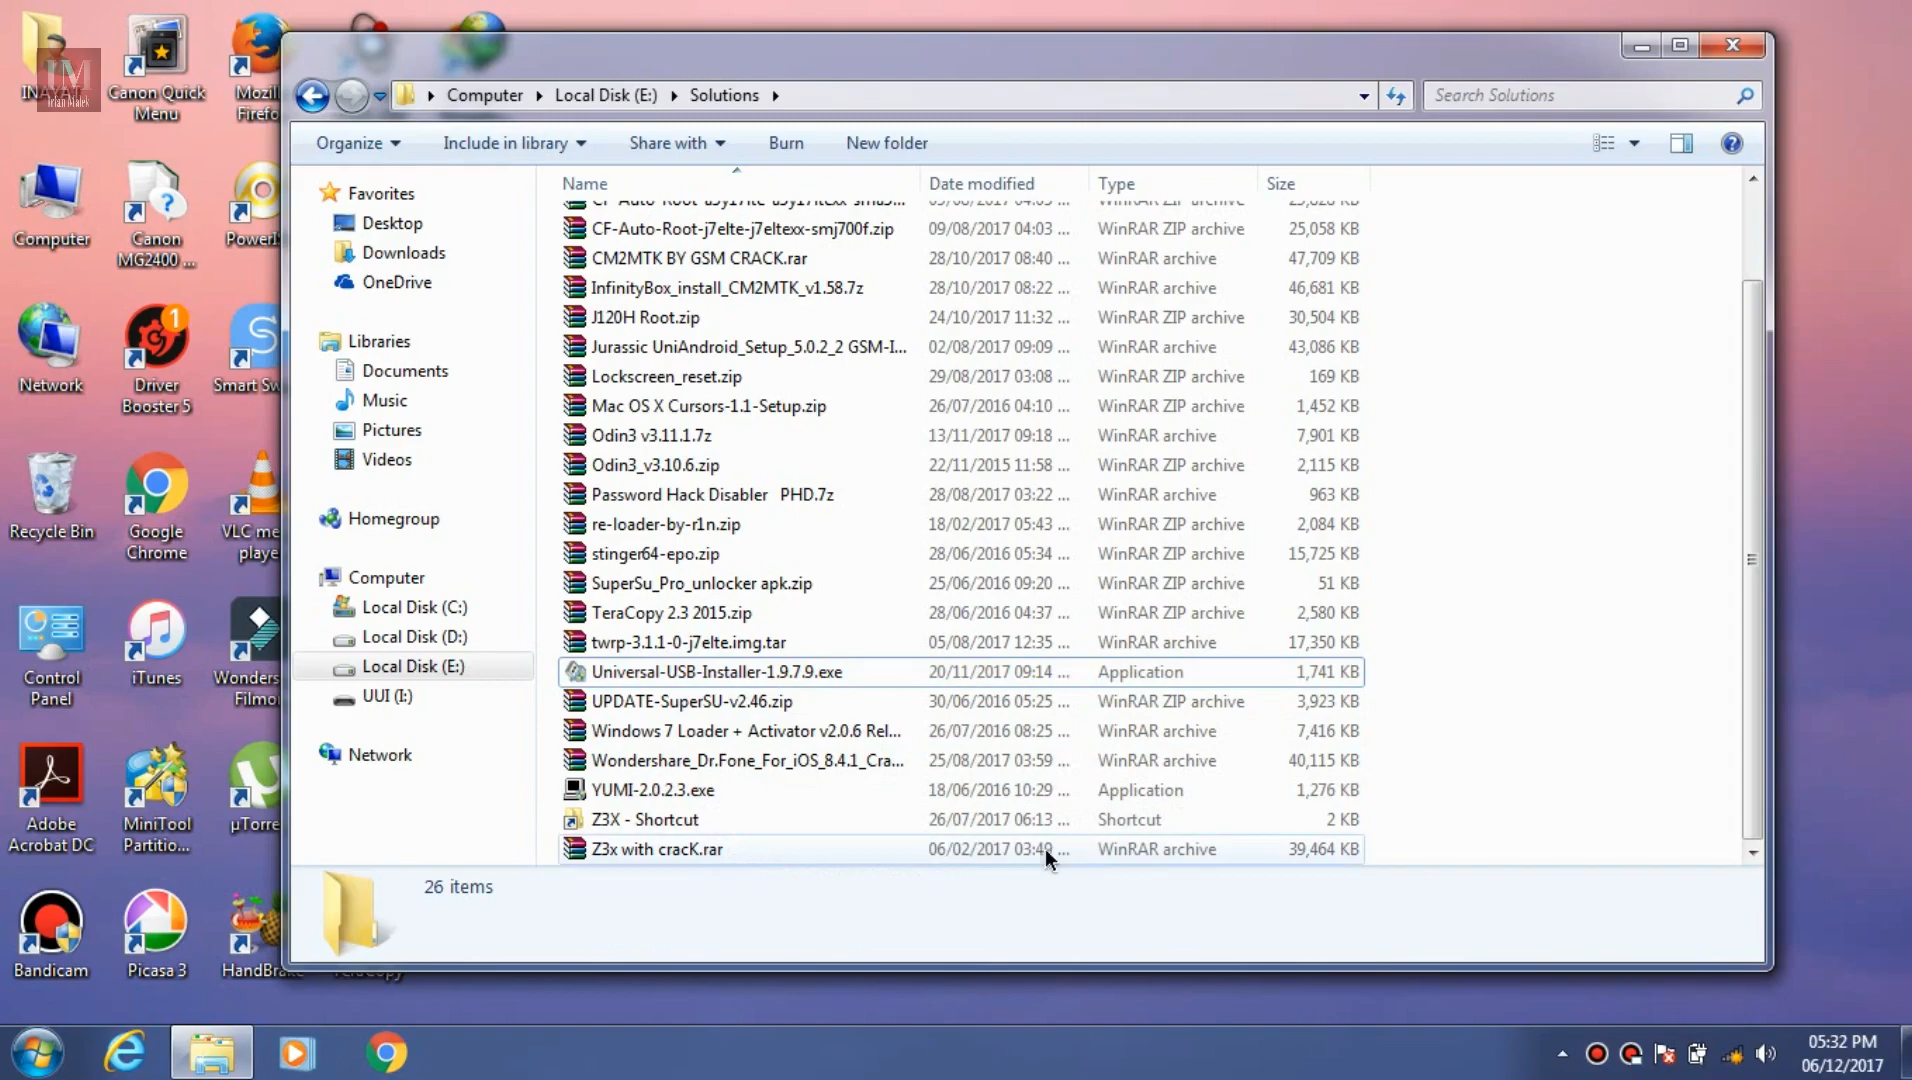 INAYAT
JM
Irfan Malek
Canon Quick
Menu
Mozill
Firefo
Computer
Canon
MG2400 ...
PowerIS
Network
Driver
Booster 5
1
Smart Sw
Recycle Bin
Google
Chrome
VLC me
playe
Control
Panel
iTunes
Wonders
Filmo
Adobe
Acrobat DC
MiniTool
Partitio...
µTorre
Bandicam
Picasa 3
HandBra
TeraCopy
Computer
Local Disk (E:)
Solutions
Search Solutions
Organize
Include in library
Share with
Burn
New folder
Favorites
Desktop
Downloads
OneDrive
Libraries
Documents
Music
Pictures
Videos
Homegroup
Computer
Local Disk (C:)
Local Disk (D:)
Local Disk (E:)
UUI (I:)
Network
Name Date modified Type Size
CF-Auto-Root-j7elte-j7eltexx-smj700f.zip 09/08/2017 04:03 ... WinRAR ZIP archive 25,058 KB
CM2MTK BY GSM CRACK.rar 28/10/2017 08:40 ... WinRAR archive 47,709 KB
InfinityBox_install_CM2MTK_v1.58.7z 28/10/2017 08:22 ... WinRAR archive 46,681 KB
J120H Root.zip 24/10/2017 11:32 ... WinRAR ZIP archive 30,504 KB
Jurassic UniAndroid_Setup_5.0.2_2 GSM-I... 02/08/2017 09:09 ... WinRAR ZIP archive 43,086 KB
Lockscreen_reset.zip 29/08/2017 03:08 ... WinRAR ZIP archive 169 KB
Mac OS X Cursors-1.1-Setup.zip 26/07/2016 04:10 ... WinRAR ZIP archive 1,452 KB
Odin3 v3.11.1.7z 13/11/2017 09:18 ... WinRAR archive 7,901 KB
Odin3_v3.10.6.zip 22/11/2015 11:58 ... WinRAR ZIP archive 2,115 KB
Password Hack Disabler PHD.7z 28/08/2017 03:22 ... WinRAR archive 963 KB
re-loader-by-r1n.zip 18/02/2017 05:43 ... WinRAR ZIP archive 2,084 KB
stinger64-epo.zip 28/06/2016 05:34 ... WinRAR ZIP archive 15,725 KB
SuperSu_Pro_unlocker apk.zip 25/06/2016 09:20 ... WinRAR ZIP archive 51 KB
TeraCopy 2.3 2015.zip 28/06/2016 04:37 ... WinRAR ZIP archive 2,580 KB
twrp-3.1.1-0-j7elte.img.tar 05/08/2017 12:35 ... WinRAR archive 17,350 KB
Universal-USB-Installer-1.9.7.9.exe 20/11/2017 09:14 ... Application 1,741 KB
UPDATE-SuperSU-v2.46.zip 30/06/2016 05:25 ... WinRAR ZIP archive 3,923 KB
Windows 7 Loader + Activator v2.0.6 Rel... 26/07/2016 08:25 ... WinRAR archive 7,416 KB
Wondershare_Dr.Fone_For_iOS_8.4.1_Cra... 25/08/2017 03:59 ... WinRAR archive 40,115 KB
YUMI-2.0.2.3.exe 18/06/2016 10:29 ... Application 1,276 KB
Z3X - Shortcut 26/07/2017 06:13 ... Shortcut 2 KB
Z3x with cracK.rar 06/02/2017 03:49 ... WinRAR archive 39,464 KB
26 items
05:32 PM
06/12/2017